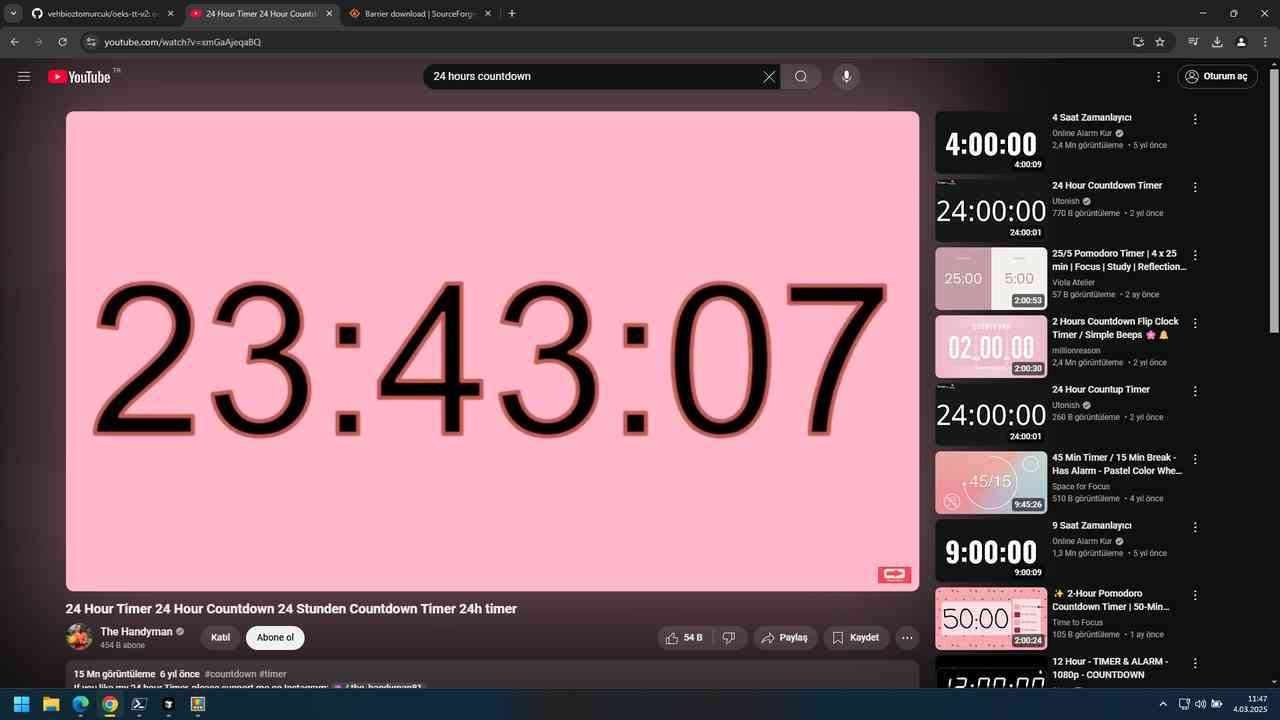 vehbioztomurcuk/oeks-tt-v2: o
24 Hour Timer 24 Hour Countd
Barrier download | SourceForge
youtube.com/watch?v=xmGaAjeqaBQ
YouTube TR
24 hours countdown
Oturum aç
23:43:07
24 Hour Timer 24 Hour Countdown 24 Stunden Countdown Timer 24h timer
The Handyman
454 B abone
Katıl
Abone ol
54 B
Paylaş
Kaydet
15 Mn görüntüleme 6 yıl önce #countdown #timer
If you like my 24 hour Timer, please support me on Instagram: / the_handyman81
4:00:00
4:00:09
4 Saat Zamanlayıcı
Online Alarm Kur
2,4 Mn görüntüleme • 5 yıl önce
24:00:00
24:00:01
24 Hour Countdown Timer
Utonish
770 B görüntüleme • 2 yıl önce
25:00
5:00
2:00:53
25/5 Pomodoro Timer | 4 x 25
min | Focus | Study | Reflection...
Viola Atelier
57 B görüntüleme • 2 ay önce
COUNTDOWN
02 00 00
2:00:30
2 Hours Countdown Flip Clock
Timer / Simple Beeps 🌸 🔔
millionreason
2,4 Mn görüntüleme • 2 yıl önce
24:00:00
24:00:01
24 Hour Countup Timer
Utonish
260 B görüntüleme • 2 yıl önce
45/15
9:45:26
45 Min Timer / 15 Min Break -
Has Alarm - Pastel Color Whe...
Space for Focus
510 B görüntüleme • 4 yıl önce
9:00:00
9:00:09
9 Saat Zamanlayıcı
Online Alarm Kur
1,3 Mn görüntüleme • 5 yıl önce
50:00
2:00:24
✨ 2-Hour Pomodoro
Countdown Timer | 50-Min...
Time to Focus
105 B görüntüleme • 1 ay önce
12:00:00
12 Hour - TIMER & ALARM -
1080p - COUNTDOWN
11:47
4.03.2025